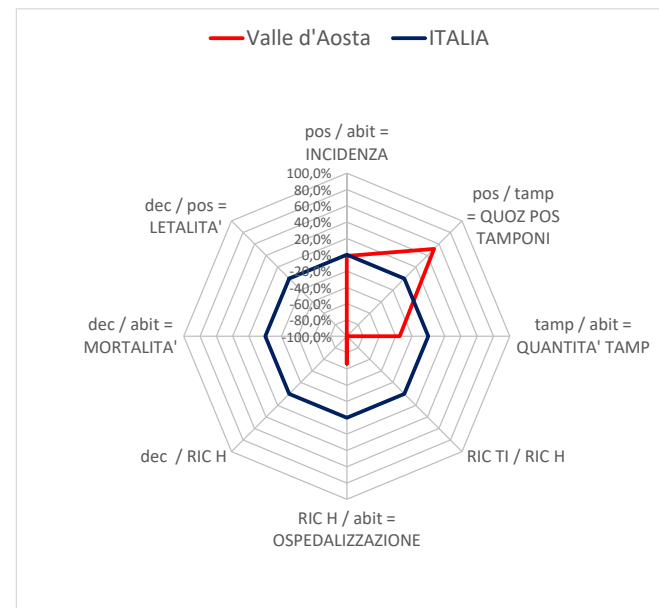 Valle d'Aosta
ITALIA
pos / abit =
INCIDENZA
pos / tamp
= QUOZ POS
TAMPONI
tamp / abit =
QUANTITA' TAMP
RIC TI / RIC H
RIC H / abit =
OSPEDALIZZAZIONE
dec / RIC H
dec / abit =
MORTALITA'
dec / pos =
LETALITA'
100,0%
80,0%
60,0%
40,0%
20,0%
0,0%
-20,0%
-40,0%
-60,0%
-80,0%
-100,0%